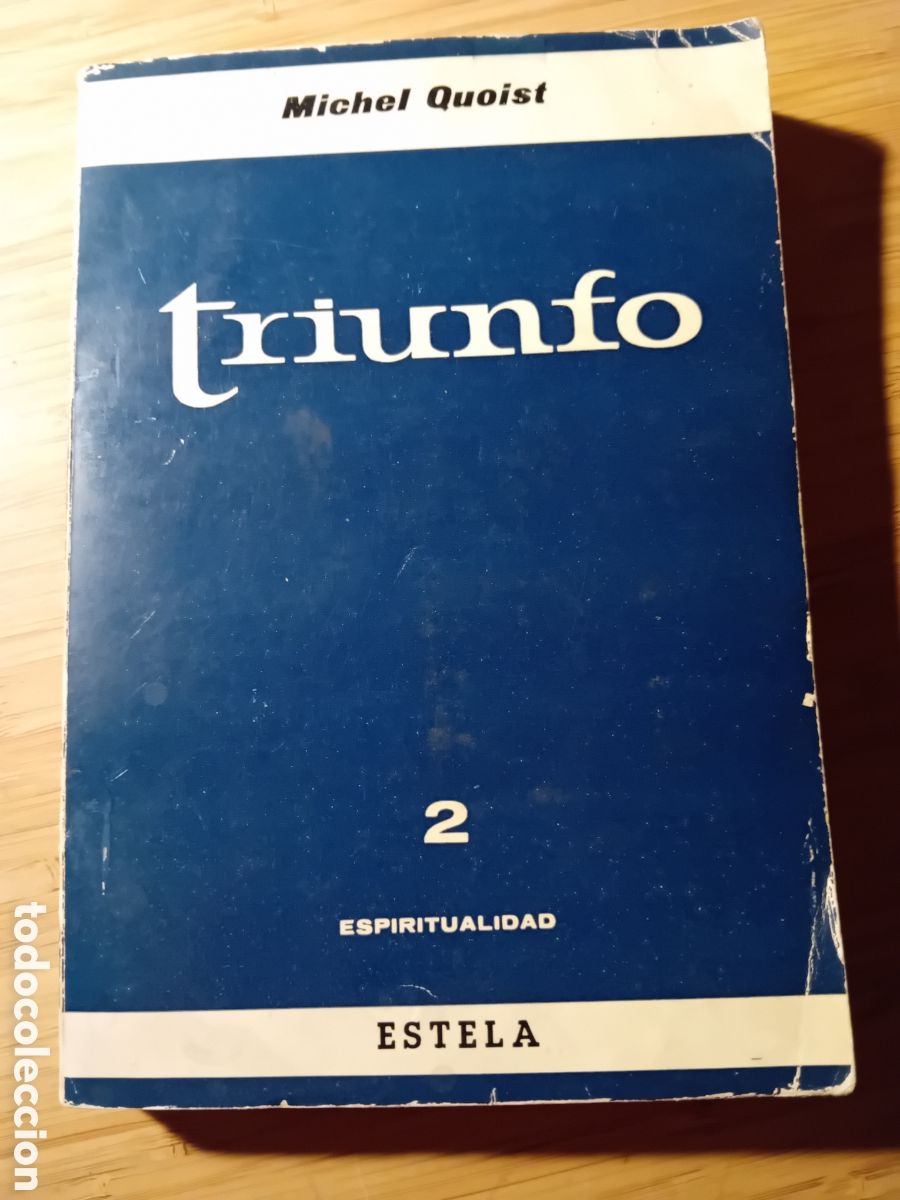 Michel Quoist
triunfo
2
ESPIRITUALIDAD
ESTELA
todocoleccion